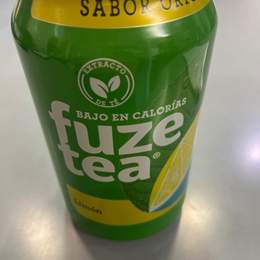 SABOR
EXTRACTO
DE TÉ
BAJO EN CALORÍAS
fuze
tea®
Limón